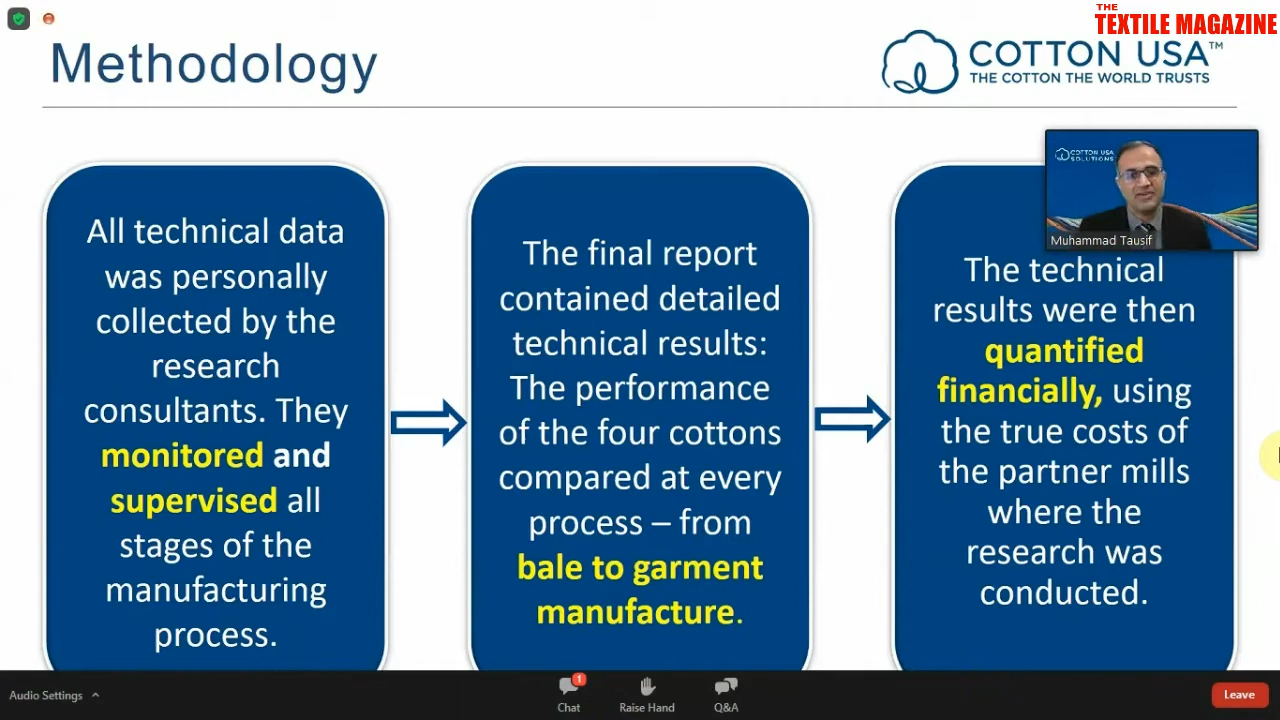 THE
TEXTILE MAGAZINE
Methodology
COTTON USA™
THE COTTON THE WORLD TRUSTS
COTTON USA
SOLUTIONS
Muhammad Tausif
All technical data
was personally
collected by the
research
consultants. They
monitored and
supervised all
stages of the
manufacturing
process.
The final report
contained detailed
technical results:
The performance
of the four cottons
compared at every
process – from
bale to garment
manufacture.
The technical
results were then
quantified
financially, using
the true costs of
the partner mills
where the
research was
conducted.
Audio Settings
1
Chat
Raise Hand
Q&A
Leave